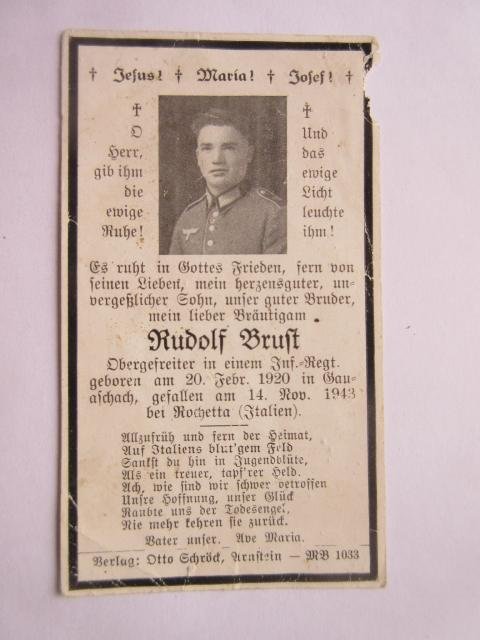 † Jesus! † Maria! † Josef! †
†
O
Herr,
gib ihm
die
ewige
Ruhe!
†
Und
das
ewige
Licht
leuchte
ihm!
Es ruht in Gottes Frieden, fern von
seinen Lieben, mein herzensguter, un-
vergeßlicher Sohn, unser guter Bruder,
mein lieber Bräutigam
Rudolf Brust
Obergefreiter in einem Inf.-Regt.
geboren am 20. Febr. 1920 in Gau-
aschach, gefallen am 14. Nov. 1943
bei Rochetta (Italien).
Allzufrüh und fern der Heimat,
Auf Italiens blut'gem Feld
Sankst du hin in Jugendblüte,
Als ein treuer, tapf'rer Held.
Ach, wie sind wir schwer betroffen
Unsre Hoffnung, unser Glück
Raubte uns der Todesengel,
Nie mehr kehren sie zurück.
Vater unser. Ave Maria.
Verlag: Otto Schröck, Arnstein — MB 1033